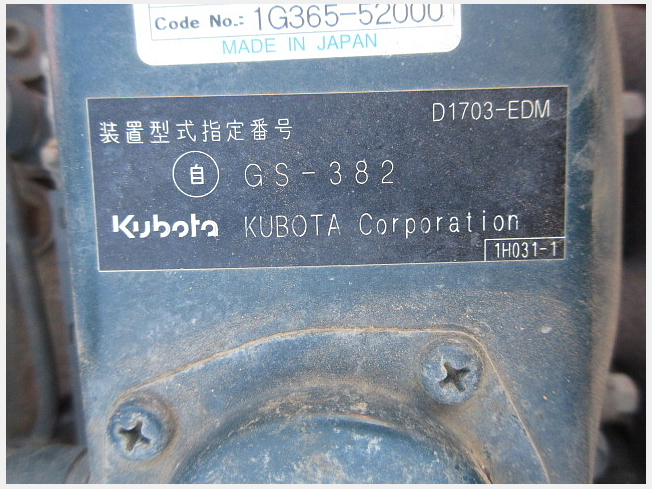 Code No.: 1G365-52000
MADE IN JAPAN
D1703-EDM
装置型式指定番号
自 GS-382
Kubota KUBOTA Corporation
1H031-1